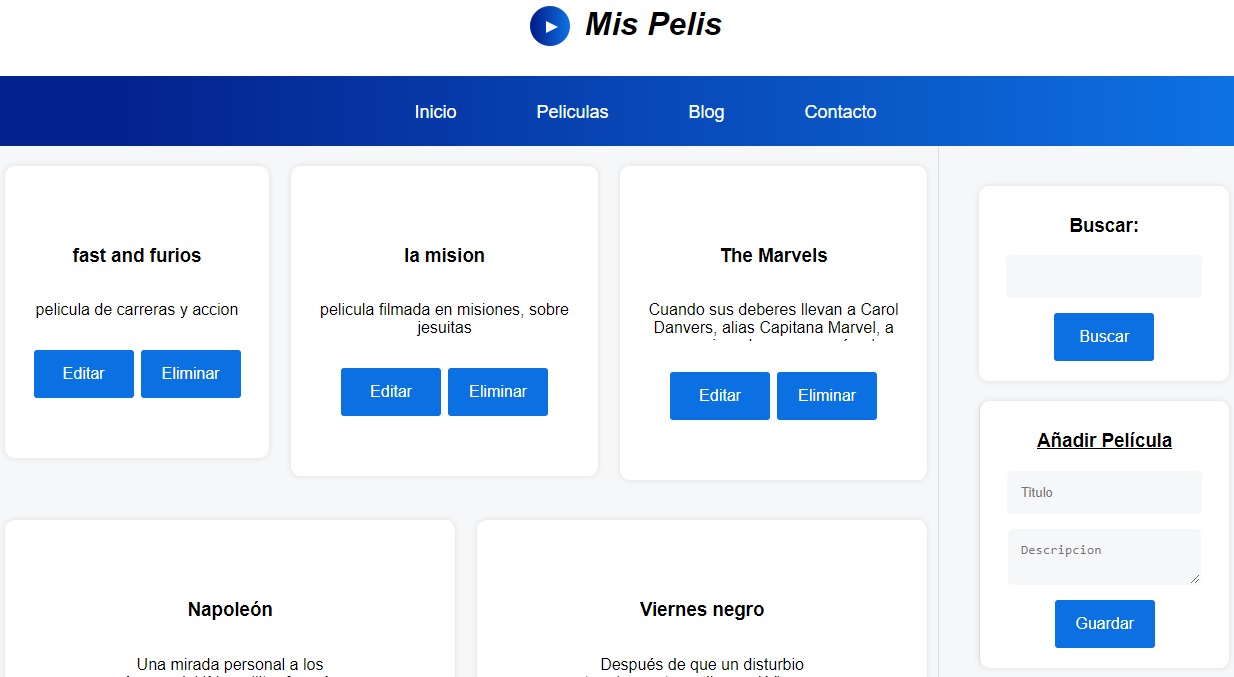 Mis Pelis
Inicio Peliculas Blog Contacto
fast and furios
pelicula de carreras y accion
Editar Eliminar
la mision
pelicula filmada en misiones, sobre
jesuitas
Editar Eliminar
The Marvels
Cuando sus deberes llevan a Carol
Danvers, alias Capitana Marvel, a
Editar Eliminar
Napoleón
Una mirada personal a los
Viernes negro
Después de que un disturbio
Buscar:
Buscar
Añadir Película
Titulo
Descripcion
Guardar